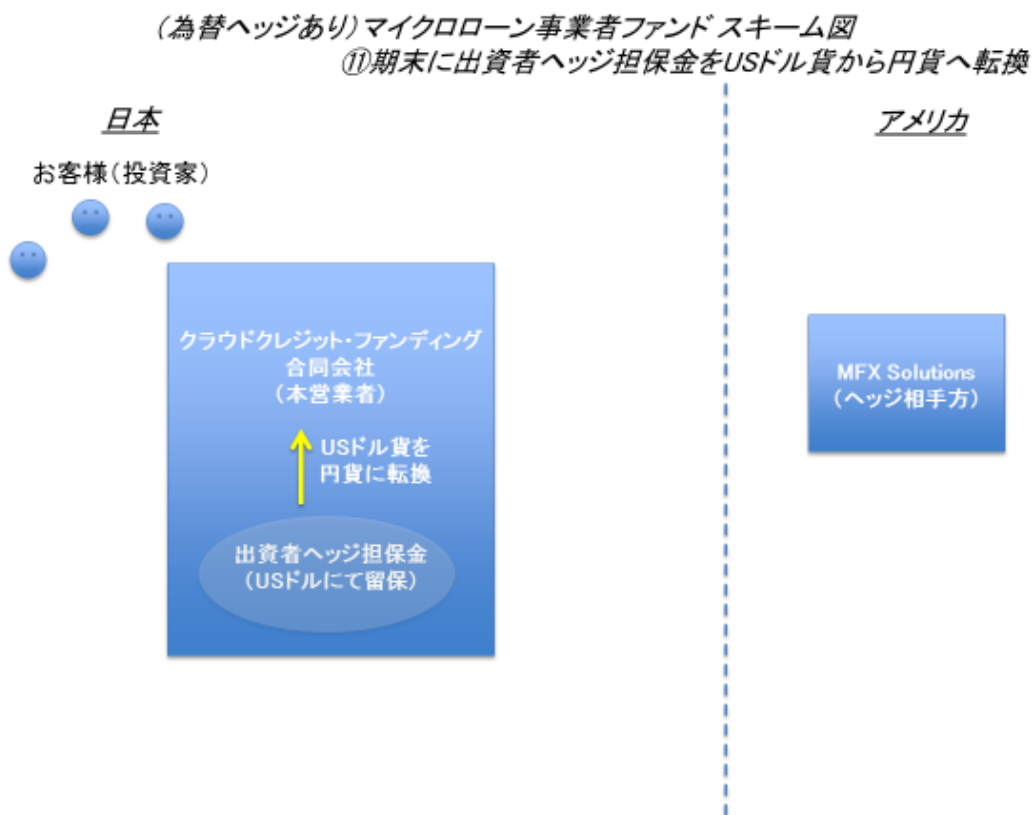 (為替ヘッジあり)マイクロローン事業者ファンド スキーム図
⑪期末に出資者ヘッジ担保金をUSドル貨から円貨へ転換
日本
アメリカ
お客様(投資家)
クラウドクレジット・ファンディング
合同会社
(本営業者)
USドル貨を
円貨に転換
出資者ヘッジ担保金
(USドルにて留保)
MFX Solutions
(ヘッジ相手方)